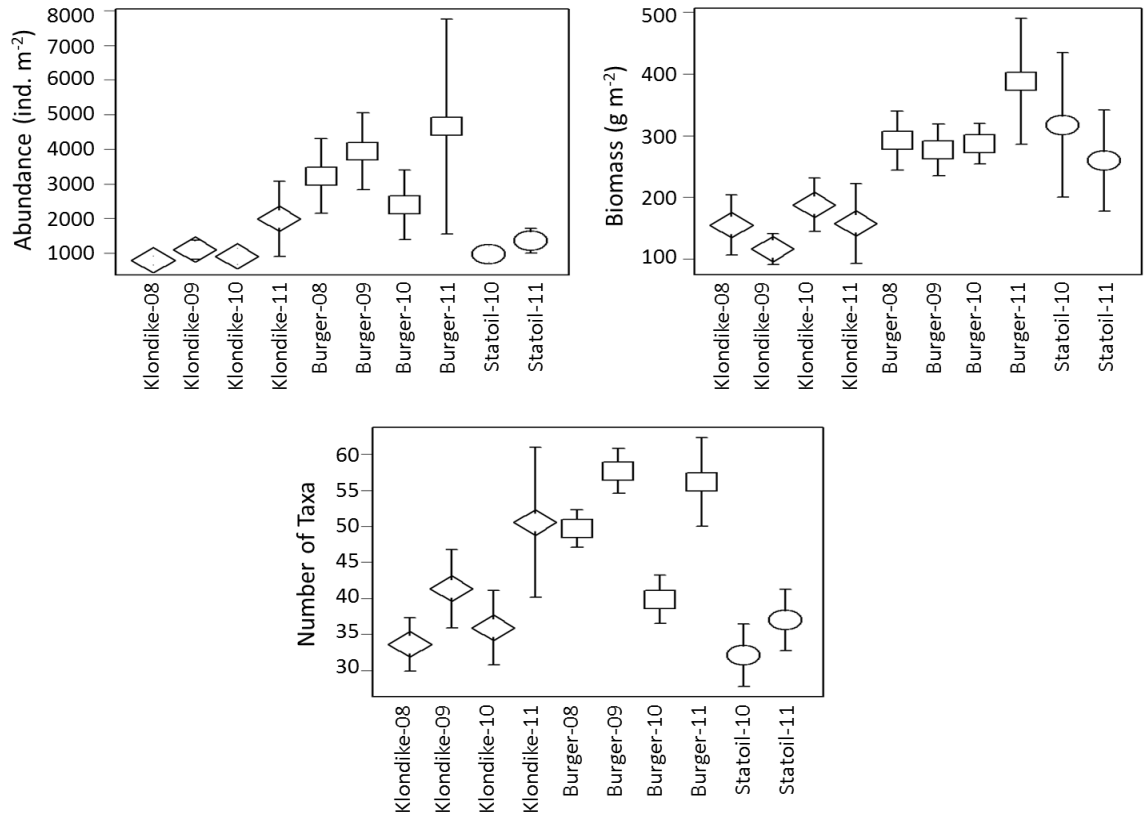 Abundance (ind. m⁻²)
8000
7000
6000
5000
4000
3000
2000
1000
Klondike-08
Klondike-09
Klondike-10
Klondike-11
Burger-08
Burger-09
Burger-10
Burger-11
Statoil-10
Statoil-11
Biomass (g m⁻²)
500
400
300
200
100
Klondike-08
Klondike-09
Klondike-10
Klondike-11
Burger-08
Burger-09
Burger-10
Burger-11
Statoil-10
Statoil-11
Number of Taxa
60
55
50
45
40
35
30
Klondike-08
Klondike-09
Klondike-10
Klondike-11
Burger-08
Burger-09
Burger-10
Burger-11
Statoil-10
Statoil-11